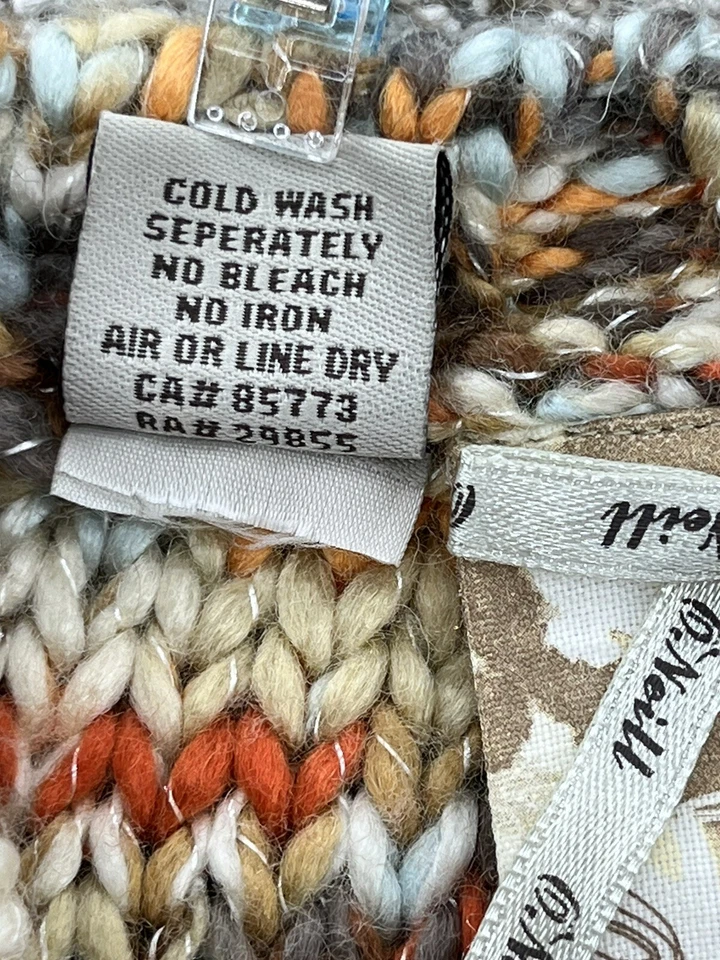 COLD WASH
SEPERATELY
NO BLEACH
NO IRON
AIR OR LINE DRY
CA# 85773
RA# 29855
Neill
O'Neill